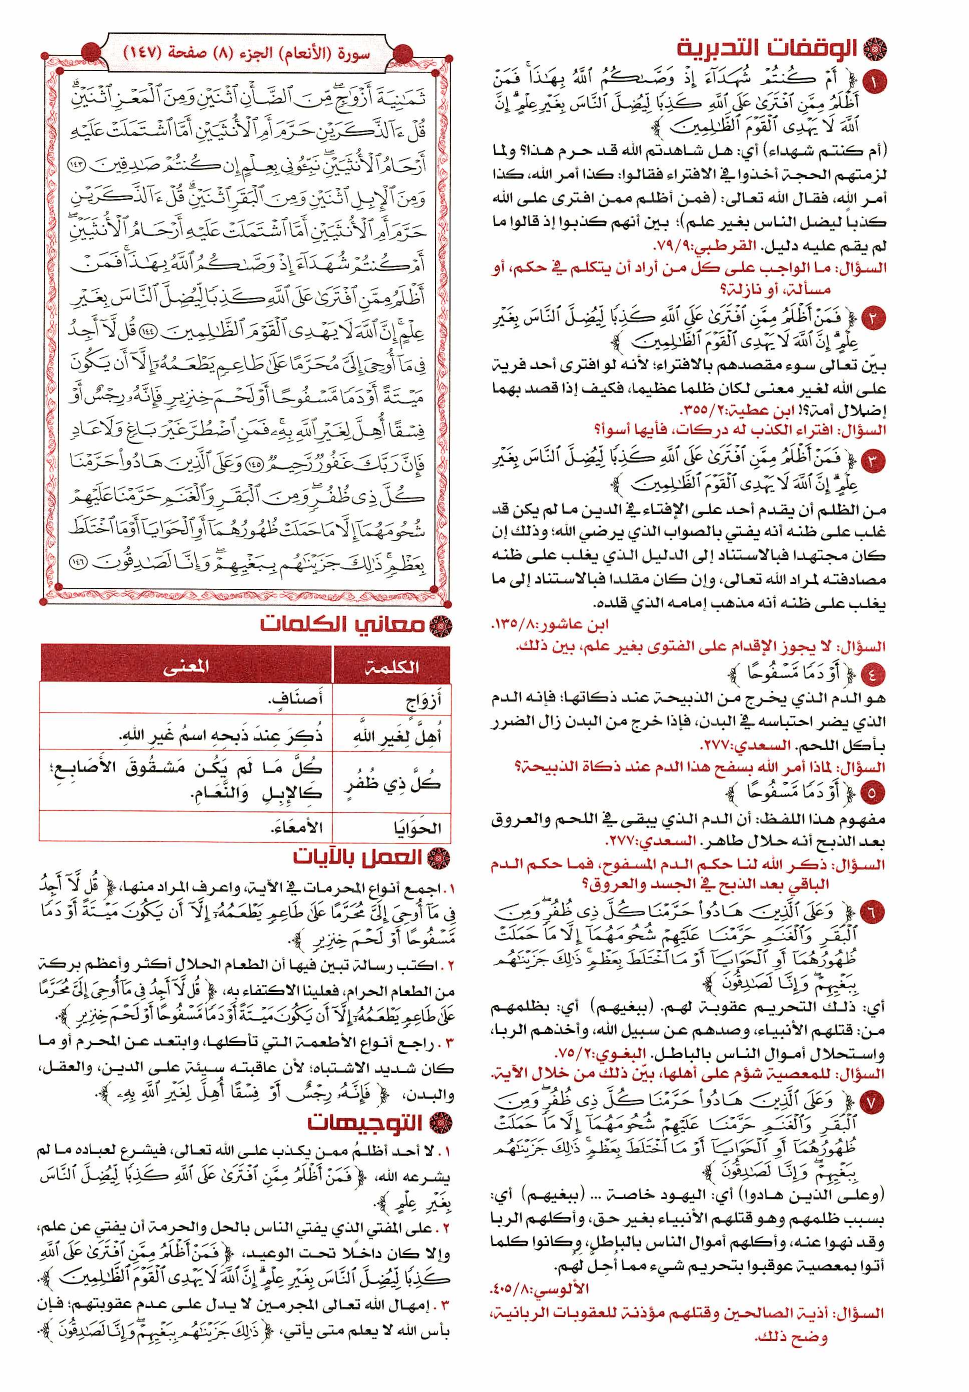 الوقفات التدبرية
١ ﴿ أَمْ كُنتُمْ شُهَدَآءَ إِذْ وَصَّىٰكُمُ ٱللَّهُ بِهَٰذَا ۚ فَمَنْ
أَظْلَمُ مِمَّنِ ٱفْتَرَىٰ عَلَى ٱللَّهِ كَذِبًا لِّيُضِلَّ ٱلنَّاسَ بِغَيْرِ عِلْمٍ ۗ إِنَّ
ٱللَّهَ لَا يَهْدِى ٱلْقَوْمَ ٱلظَّٰلِمِينَ ﴾
(أم كنتم شهداء) أي: هل شاهدتم الله قد حرم هذا؟ ولما
لزمتهم الحجة أخذوا في الافتراء فقالوا: كذا أمر الله، كذا
أمر الله، فقال الله تعالى: (فمن أظلم ممن افترى على الله
كذباً ليضل الناس بغير علم)؛ بين أنهم كذبوا إذ قالوا ما
لم يقم عليه دليل. القرطبي:٧٩/٩.
السؤال: ما الواجب على كل من أراد أن يتكلم في حكم، أو
مسألة، أو نازلة؟
٢ ﴿ فَمَنْ أَظْلَمُ مِمَّنِ ٱفْتَرَىٰ عَلَى ٱللَّهِ كَذِبًا لِّيُضِلَّ ٱلنَّاسَ بِغَيْرِ
عِلْمٍ ۗ إِنَّ ٱللَّهَ لَا يَهْدِى ٱلْقَوْمَ ٱلظَّٰلِمِينَ ﴾
بيّن تعالى سوء مقصدهم بالافتراء؛ لأنه لو افترى أحد فرية
على الله لغير معنى لكان ظلما عظيما، فكيف إذا قصد بهما
إضلال أمة؟! ابن عطية:٣٥٥/٢.
السؤال: افتراء الكذب له دركات، فأيها أسوأ؟
٣ ﴿ فَمَنْ أَظْلَمُ مِمَّنِ ٱفْتَرَىٰ عَلَى ٱللَّهِ كَذِبًا لِّيُضِلَّ ٱلنَّاسَ بِغَيْرِ
عِلْمٍ ۗ إِنَّ ٱللَّهَ لَا يَهْدِى ٱلْقَوْمَ ٱلظَّٰلِمِينَ ﴾
من الظلم أن يقدم أحد على الإفتاء في الدين ما لم يكن قد
غلب على ظنه أنه يفتي بالصواب الذي يرضي الله؛ وذلك إن
كان مجتهدا فبالاستناد إلى الدليل الذي يغلب على ظنه
مصادفته لمراد الله تعالى، وإن كان مقلدا فبالاستناد إلى ما
يغلب على ظنه أنه مذهب إمامه الذي قلده.
ابن عاشور:١٣٥/٨.
السؤال: لا يجوز الإقدام على الفتوى بغير علم، بين ذلك.
٤ ﴿ أَوْ دَمًا مَّسْفُوحًا ﴾
هو الدم الذي يخرج من الذبيحة عند ذكاتها؛ فإنه الدم
الذي يضر احتباسه في البدن، فإذا خرج من البدن زال الضرر
بأكل اللحم. السعدي:٢٧٧.
السؤال: لماذا أمر الله بسفح هذا الدم عند ذكاة الذبيحة؟
٥ ﴿ أَوْ دَمًا مَّسْفُوحًا ﴾
مفهوم هذا اللفظ: أن الدم الذي يبقى في اللحم والعروق
بعد الذبح أنه حلال طاهر. السعدي:٢٧٧.
السؤال: ذكر الله لنا حكم الدم المسفوح، فما حكم الدم
الباقي بعد الذبح في الجسد والعروق؟
٦ ﴿ وَعَلَى ٱلَّذِينَ هَادُوا۟ حَرَّمْنَا كُلَّ ذِى ظُفُرٍ ۖ وَمِنَ
ٱلْبَقَرِ وَٱلْغَنَمِ حَرَّمْنَا عَلَيْهِمْ شُحُومَهُمَآ إِلَّا مَا حَمَلَتْ
ظُهُورُهُمَآ أَوِ ٱلْحَوَايَآ أَوْ مَا ٱخْتَلَطَ بِعَظْمٍ ۚ ذَٰلِكَ جَزَيْنَٰهُم
بِبَغْيِهِمْ ۖ وَإِنَّا لَصَٰدِقُونَ ﴾
أي: ذلك التحريم عقوبة لهم. (ببغيهم) أي: بظلمهم
من: قتلهم الأنبياء، وصدهم عن سبيل الله، وأخذهم الربا،
واستحلال أموال الناس بالباطل. البغوي:٧٥/٢.
السؤال: للمعصية شؤم على أهلها، بيّن ذلك من خلال الآية.
٧ ﴿ وَعَلَى ٱلَّذِينَ هَادُوا۟ حَرَّمْنَا كُلَّ ذِى ظُفُرٍ ۖ وَمِنَ
ٱلْبَقَرِ وَٱلْغَنَمِ حَرَّمْنَا عَلَيْهِمْ شُحُومَهُمَآ إِلَّا مَا حَمَلَتْ
ظُهُورُهُمَآ أَوِ ٱلْحَوَايَآ أَوْ مَا ٱخْتَلَطَ بِعَظْمٍ ۚ ذَٰلِكَ جَزَيْنَٰهُم
بِبَغْيِهِمْ ۖ وَإِنَّا لَصَٰدِقُونَ ﴾
(وعلى الذين هادوا) أي: اليهود خاصة ... (ببغيهم) أي:
بسبب ظلمهم وهو قتلهم الأنبياء بغير حق، وأكلهم الربا
وقد نهوا عنه، وأكلهم أموال الناس بالباطل، وكانوا كلما
أتوا بمعصية عوقبوا بتحريم شيء مما أُحِلَّ لهم.
الألوسي:٤٠٥/٨.
السؤال: أذية الصالحين وقتلهم مؤذنة للعقوبات الربانية،
وضح ذلك.
سورة (الأنعام) الجزء (٨) صفحة (١٤٧)
ثَمَٰنِيَةَ أَزْوَٰجٍ ۖ مِّنَ ٱلضَّأْنِ ٱثْنَيْنِ وَمِنَ ٱلْمَعْزِ ٱثْنَيْنِ ۗ
قُلْ ءَآلذَّكَرَيْنِ حَرَّمَ أَمِ ٱلْأُنثَيَيْنِ أَمَّا ٱشْتَمَلَتْ عَلَيْهِ
أَرْحَامُ ٱلْأُنثَيَيْنِ ۖ نَبِّـُٔونِى بِعِلْمٍ إِن كُنتُمْ صَٰدِقِينَ ١٤٣
وَمِنَ ٱلْإِبِلِ ٱثْنَيْنِ وَمِنَ ٱلْبَقَرِ ٱثْنَيْنِ ۗ قُلْ ءَآلذَّكَرَيْنِ
حَرَّمَ أَمِ ٱلْأُنثَيَيْنِ أَمَّا ٱشْتَمَلَتْ عَلَيْهِ أَرْحَامُ ٱلْأُنثَيَيْنِ ۖ
أَمْ كُنتُمْ شُهَدَآءَ إِذْ وَصَّىٰكُمُ ٱللَّهُ بِهَٰذَا ۚ فَمَنْ
أَظْلَمُ مِمَّنِ ٱفْتَرَىٰ عَلَى ٱللَّهِ كَذِبًا لِّيُضِلَّ ٱلنَّاسَ بِغَيْرِ
عِلْمٍ ۗ إِنَّ ٱللَّهَ لَا يَهْدِى ٱلْقَوْمَ ٱلظَّٰلِمِينَ ١٤٤ قُل لَّآ أَجِدُ
فِى مَآ أُوحِىَ إِلَىَّ مُحَرَّمًا عَلَىٰ طَاعِمٍ يَطْعَمُهُۥٓ إِلَّآ أَن يَكُونَ
مَيْتَةً أَوْ دَمًا مَّسْفُوحًا أَوْ لَحْمَ خِنزِيرٍ فَإِنَّهُۥ رِجْسٌ أَوْ
فِسْقًا أُهِلَّ لِغَيْرِ ٱللَّهِ بِهِۦ ۚ فَمَنِ ٱضْطُرَّ غَيْرَ بَاغٍ وَلَا عَادٍ
فَإِنَّ رَبَّكَ غَفُورٌ رَّحِيمٌ ١٤٥ وَعَلَى ٱلَّذِينَ هَادُوا۟ حَرَّمْنَا
كُلَّ ذِى ظُفُرٍ ۖ وَمِنَ ٱلْبَقَرِ وَٱلْغَنَمِ حَرَّمْنَا عَلَيْهِمْ
شُحُومَهُمَآ إِلَّا مَا حَمَلَتْ ظُهُورُهُمَآ أَوِ ٱلْحَوَايَآ أَوْ مَا ٱخْتَلَطَ
بِعَظْمٍ ۚ ذَٰلِكَ جَزَيْنَٰهُم بِبَغْيِهِمْ ۖ وَإِنَّا لَصَٰدِقُونَ ١٤٦
معاني الكلمات
الكلمة المعنى
أَزْوَاجٍ أَصنَافٍ.
أُهِلَّ لِغَيرِ اللهِ ذُكِرَ عِندَ ذَبحِهِ اسمُ غَيرِ اللهِ.
كُلَّ ذِي ظُفُرٍ كُلَّ مَا لَم يَكُن مَشقُوقَ الأَصَابِعِ؛
كَالإِبِلِ وَالنَّعَامِ.
الحَوَايَا الأَمعَاءَ.
العمل بالآيات
١. اجمع أنواع المحرمات في الآية، واعرف المراد منها، ﴿ قُل لَّآ أَجِدُ
فِى مَآ أُوحِىَ إِلَىَّ مُحَرَّمًا عَلَىٰ طَاعِمٍ يَطْعَمُهُۥٓ إِلَّآ أَن يَكُونَ مَيْتَةً أَوْ دَمًا
مَّسْفُوحًا أَوْ لَحْمَ خِنزِيرٍ ﴾.
٢. اكتب رسالة تبين فيها أن الطعام الحلال أكثر وأعظم بركة
من الطعام الحرام، فعلينا الاكتفاء به، ﴿ قُل لَّآ أَجِدُ فِى مَآ أُوحِىَ إِلَىَّ مُحَرَّمًا
عَلَىٰ طَاعِمٍ يَطْعَمُهُۥٓ إِلَّآ أَن يَكُونَ مَيْتَةً أَوْ دَمًا مَّسْفُوحًا أَوْ لَحْمَ خِنزِيرٍ ﴾.
٣. راجع أنواع الأطعمة التي تأكلها، وابتعد عن المحرم أو ما
كان شديد الاشتباه؛ لأن عاقبته سيئة على الدين، والعقل،
والبدن، ﴿ فَإِنَّهُۥ رِجْسٌ أَوْ فِسْقًا أُهِلَّ لِغَيْرِ ٱللَّهِ بِهِۦ ﴾.
التوجيهات
١. لا أحد أظلمُ ممن يكذب على الله تعالى، فيشرع لعباده ما لم
يشرعه الله، ﴿ فَمَنْ أَظْلَمُ مِمَّنِ ٱفْتَرَىٰ عَلَى ٱللَّهِ كَذِبًا لِّيُضِلَّ ٱلنَّاسَ
بِغَيْرِ عِلْمٍ ﴾.
٢. على المفتي الذي يفتي الناس بالحل والحرمة أن يفتي عن علم،
وإلا كان داخلًا تحت الوعيد، ﴿ فَمَنْ أَظْلَمُ مِمَّنِ ٱفْتَرَىٰ عَلَى ٱللَّهِ
كَذِبًا لِّيُضِلَّ ٱلنَّاسَ بِغَيْرِ عِلْمٍ ۗ إِنَّ ٱللَّهَ لَا يَهْدِى ٱلْقَوْمَ ٱلظَّٰلِمِينَ ﴾.
٣. إمهال الله تعالى المجرمين لا يدل على عدم عقوبتهم؛ فإن
بأس الله لا يعلم متى يأتي، ﴿ ذَٰلِكَ جَزَيْنَٰهُم بِبَغْيِهِمْ ۖ وَإِنَّا لَصَٰدِقُونَ ﴾.